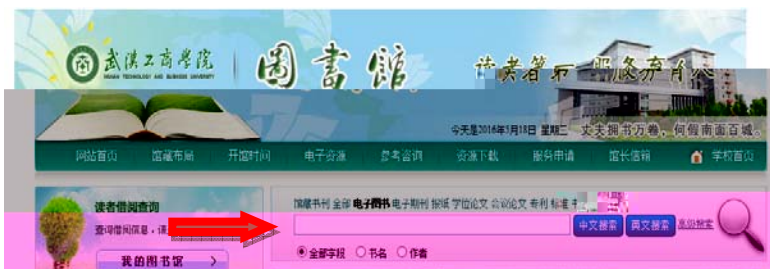 武汉工商学院 图书馆 读者第一 服务育人
WUHAN TECHNOLOGY AND BUSINESS UNIVERSITY
今天是2016年5月18日 星期三 丈夫拥书万卷，何假南面百城。
网站首页 馆藏布局 开馆时间 电子资源 参考咨询 资源下载 服务申请 馆长信箱 学校首页
读者借阅查询
馆藏书刊 全部 电子图书 电子期刊 报纸 学位论文 会议论文 专利 标准
查询借阅信息，请
中文搜索 英文搜索 高级搜索
我的图书馆 >
全部字段 书名 作者